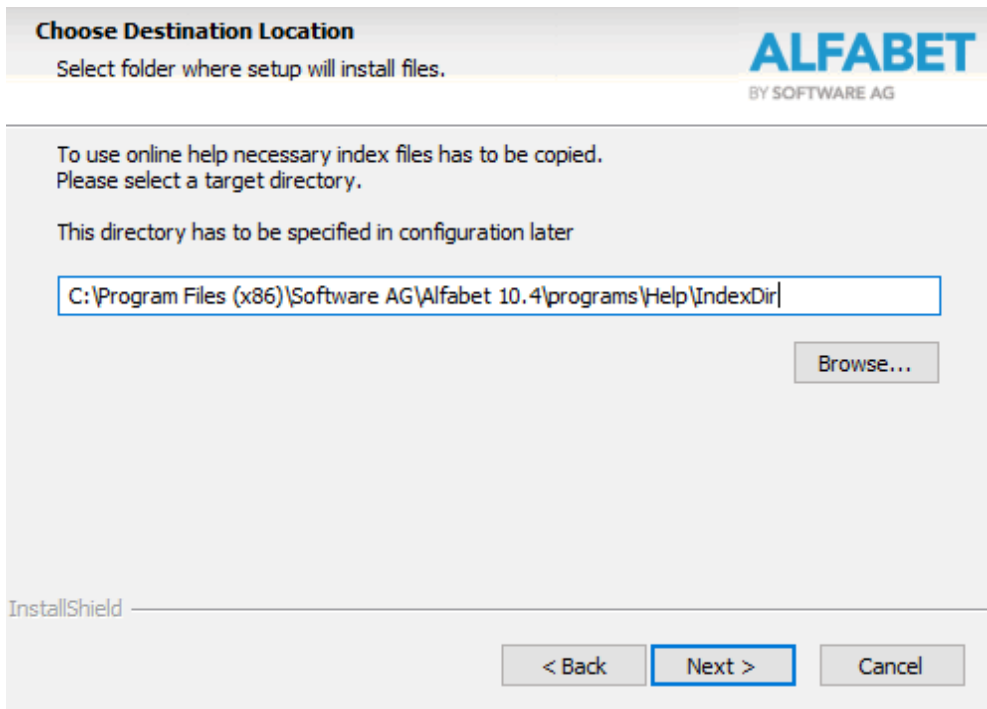 Choose Destination Location
Select folder where setup will install files.
ALFABET
BY SOFTWARE AG
To use online help necessary index files has to be copied.
Please select a target directory.
This directory has to be specified in configuration later
C:\Program Files (x86)\Software AG\Alfabet 10.4\programs\Help\IndexDir
Browse...
InstallShield
< Back
Next >
Cancel